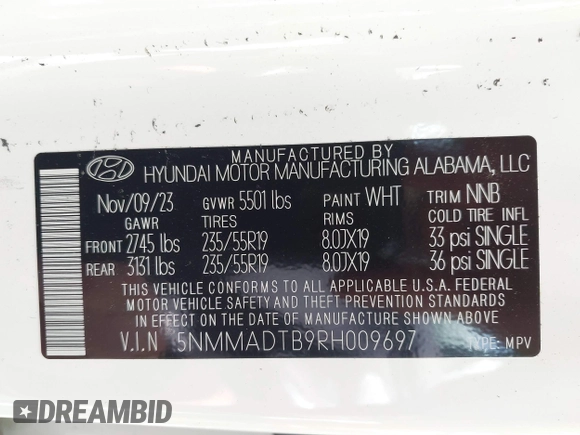 MANUFACTURED BY
HYUNDAI MOTOR MANUFACTURING ALABAMA, LLC
Nov/09/23 GVWR 5501 lbs PAINT WHT TRIM NNB
GAWR TIRES RIMS COLD TIRE INFL
FRONT 2745 lbs 235/55R19 8.0JX19 33 psi SINGLE
REAR 3131 lbs 235/55R19 8.0JX19 36 psi SINGLE
THIS VEHICLE CONFORMS TO ALL APPLICABLE U.S.A. FEDERAL
MOTOR VEHICLE SAFETY AND THEFT PREVENTION STANDARDS
IN EFFECT ON THE DATE OF MANUFACTURE SHOWN ABOVE.
V.I.N 5NMMADTB9RH009697 TYPE: MPV
DREAMBID